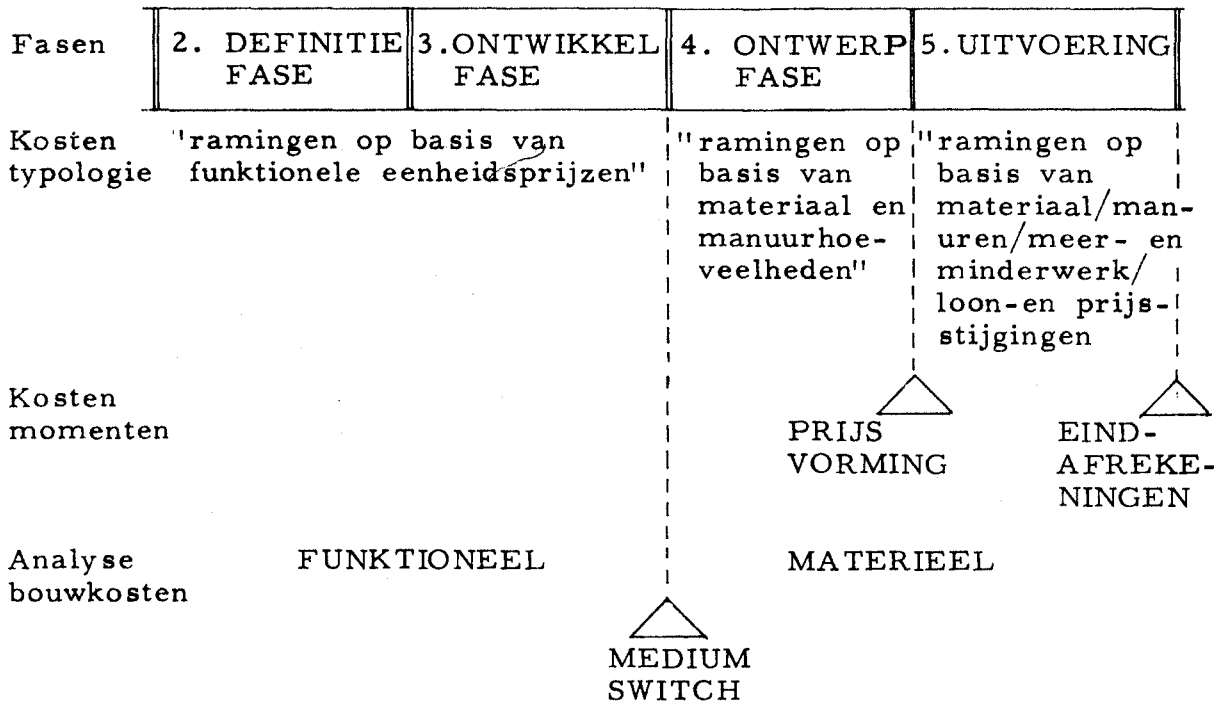 Fasen
2. DEFINITIE
FASE
3.ONTWIKKEL
FASE
4. ONTWERP
FASE
5.UITVOERING
Kosten
typologie
"ramingen op basis van
funktionele eenheidsprijzen"
"ramingen op
basis van
materiaal en
manuurhoe-
veelheden"
"ramingen op
basis van
materiaal/man-
uren/meer- en
minderwerk/
loon-en prijs-
stijgingen
Kosten
momenten
PRIJS
VORMING
EIND-
AFREKE-
NINGEN
Analyse
bouwkosten
FUNKTIONEEL
MATERIEEL
MEDIUM
SWITCH